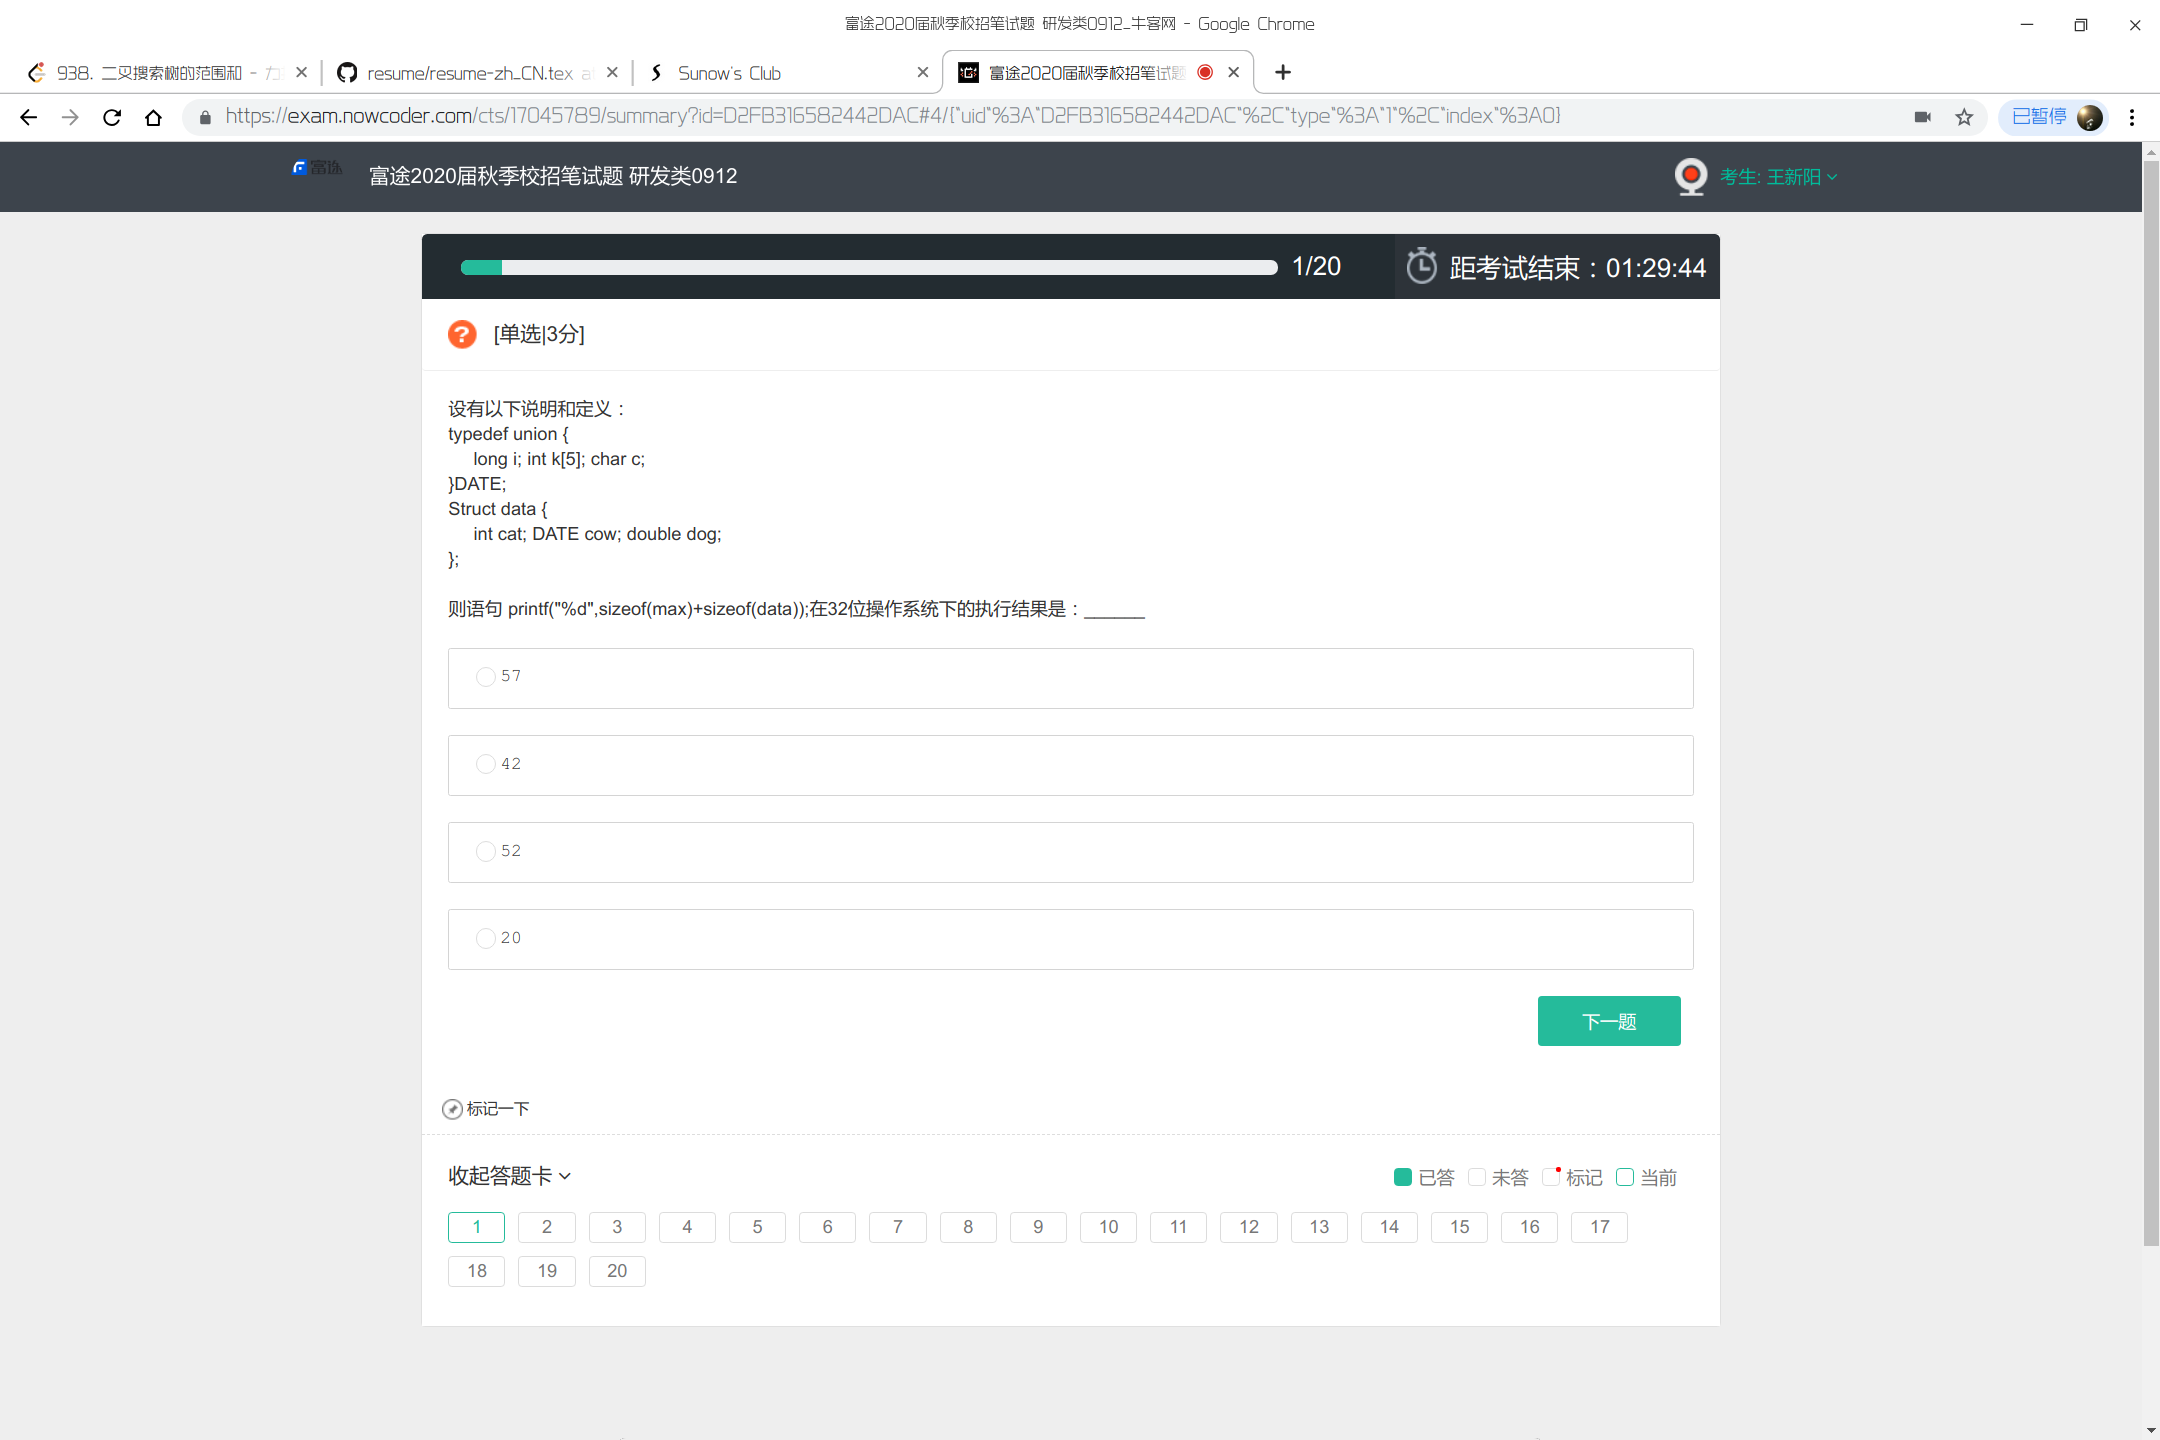 富途2020届秋季校招笔试题 研发类0912_牛客网 - Google Chrome
938. 二叉搜索树的范围和 - 力
resume/resume-zh_CN.tex at
Sunow's Club
富途2020届秋季校招笔试题
https://exam.nowcoder.com/cts/17045789/summary?id=D2FB316582442DAC#4/{"uid"%3A"D2FB316582442DAC"%2C"type"%3A"1"%2C"index"%3A0}
已暂停
富途
富途2020届秋季校招笔试题 研发类0912
考生: 王新阳
1/20
距考试结束：01:29:44
[单选|3分]
设有以下说明和定义：
typedef union {
long i; int k[5]; char c;
}DATE;
Struct data {
int cat; DATE cow; double dog;
};
则语句 printf("%d",sizeof(max)+sizeof(data));在32位操作系统下的执行结果是：______
57
42
52
20
下一题
标记一下
收起答题卡
已答 未答 标记 当前
1 2 3 4 5 6 7 8 9 10 11 12 13 14 15 16 17
18 19 20